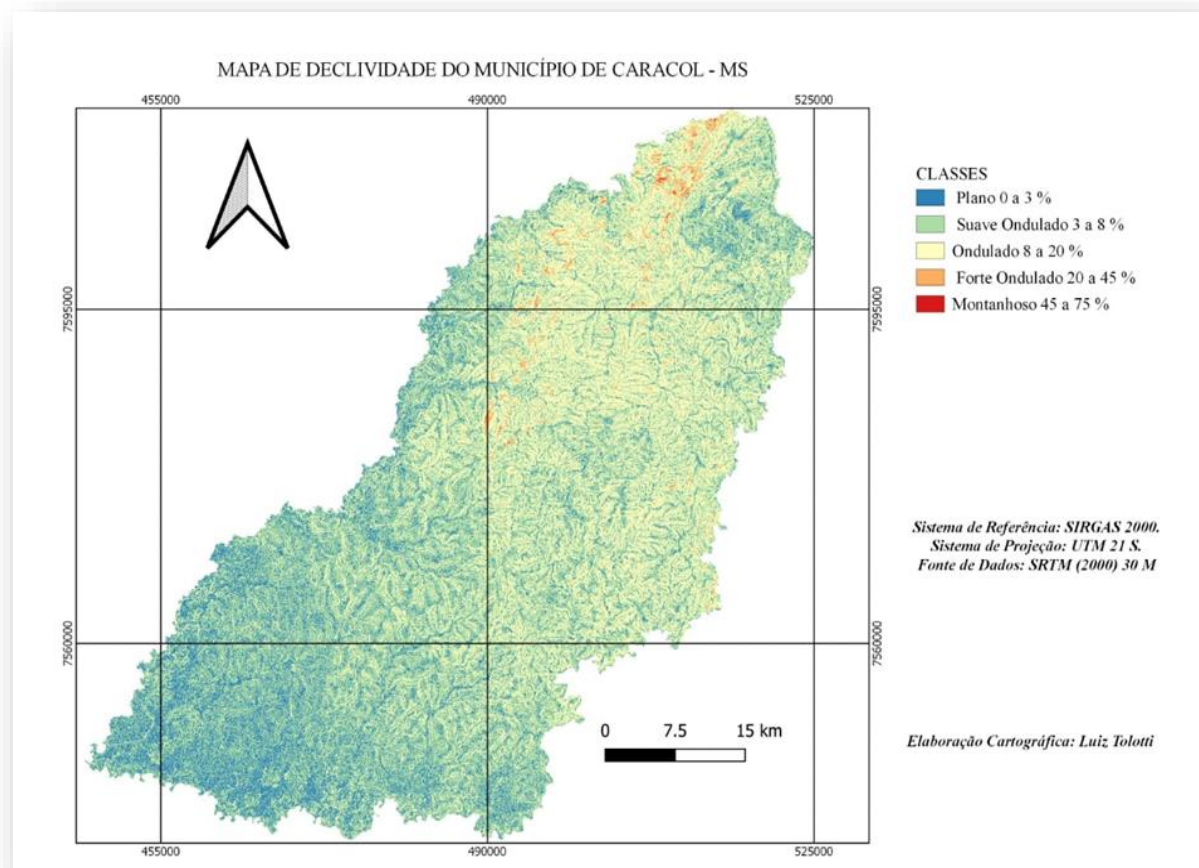 MAPA DE DECLIVIDADE DO MUNICÍPIO DE CARACOL - MS
455000
490000
525000
CLASSES
Plano 0 a 3 %
Suave Ondulado 3 a 8 %
Ondulado 8 a 20 %
Forte Ondulado 20 a 45 %
Montanhoso 45 a 75 %
7595000
7595000
Sistema de Referência: SIRGAS 2000.
Sistema de Projeção: UTM 21 S.
Fonte de Dados: SRTM (2000) 30 M
7560000
7560000
0 7.5 15 km
Elaboração Cartográfica: Luiz Tolotti
455000
490000
525000